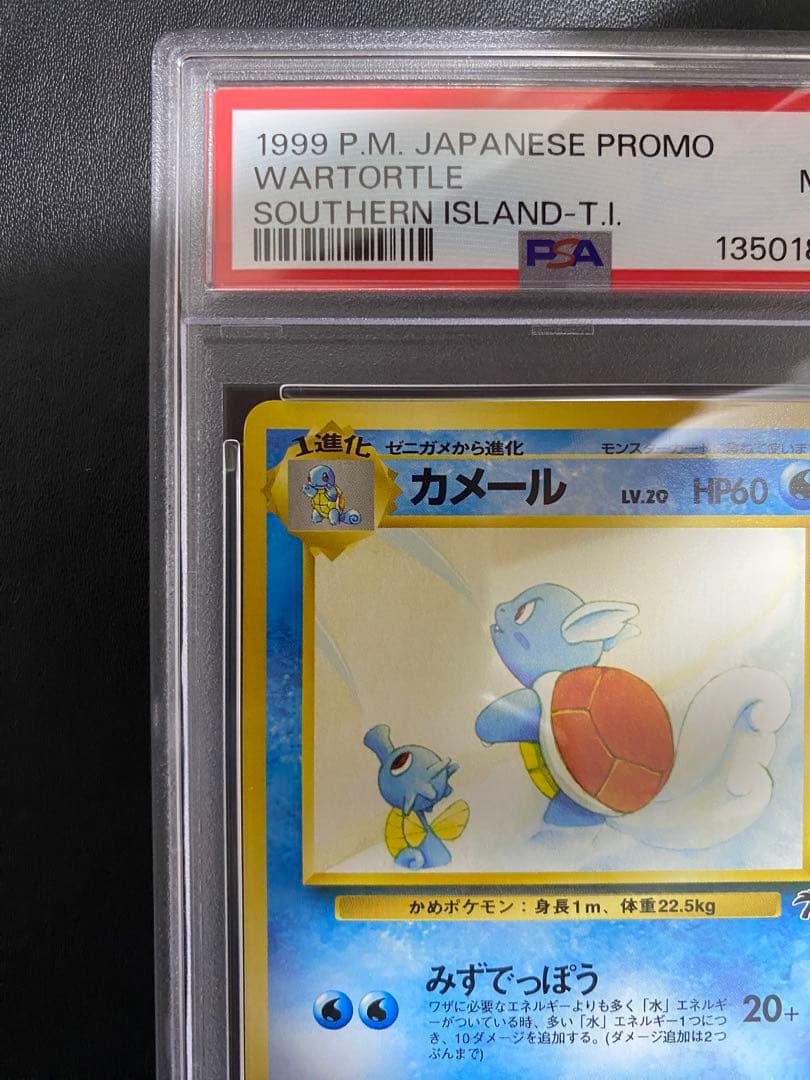 1999 P.M. JAPANESE PROMO
WARTORTLE
SOUTHERN ISLAND-T.I.
PSA
13501
1進化
ゼニガメから進化
カメール
LV.20 HP60
かめポケモン：身長1m、体重22.5kg
みずでっぽう
ワザに必要なエネルギーよりも多く「水」エネルギ
ーがついている時、多い「水」エネルギー1つにつ
き、10ダメージを追加する。(ダメージ追加は2つ
ぶんまで)
20+